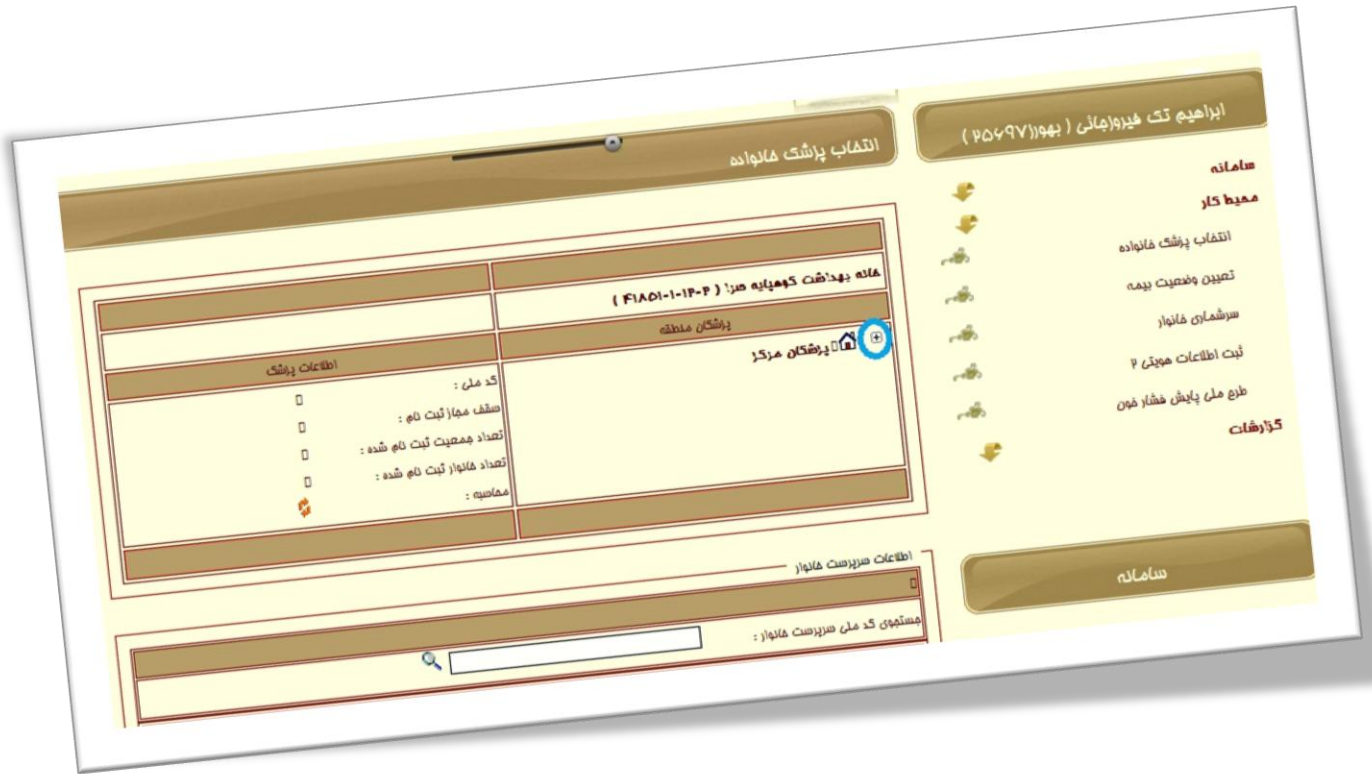 ابراهیم تک فیروزجائی ( بهورز۲۵۶۹۷ )
سامانه
محیط کار
انتخاب پزشک خانواده
تعیین وضعیت بیمه
سرشماری خانوار
ثبت اطلاعات هویتی ۲
طرح ملی پایش فشار خون
گزارشات
سامانه
انتخاب پزشک خانواده
خانه بهداشت کوهپایه سرا ( ۴۱۸۵۱-۱-۱۲-۲ )
پزشکان منطقه
پزشکان مرکز
اطلاعات پزشک
کد ملی :
سقف مجاز ثبت نام :
تعداد جمعیت ثبت نام شده :
تعداد خانوار ثبت نام شده :
محاسبه :
اطلاعات سرپرست خانوار
جستجوی کد ملی سرپرست خانوار :